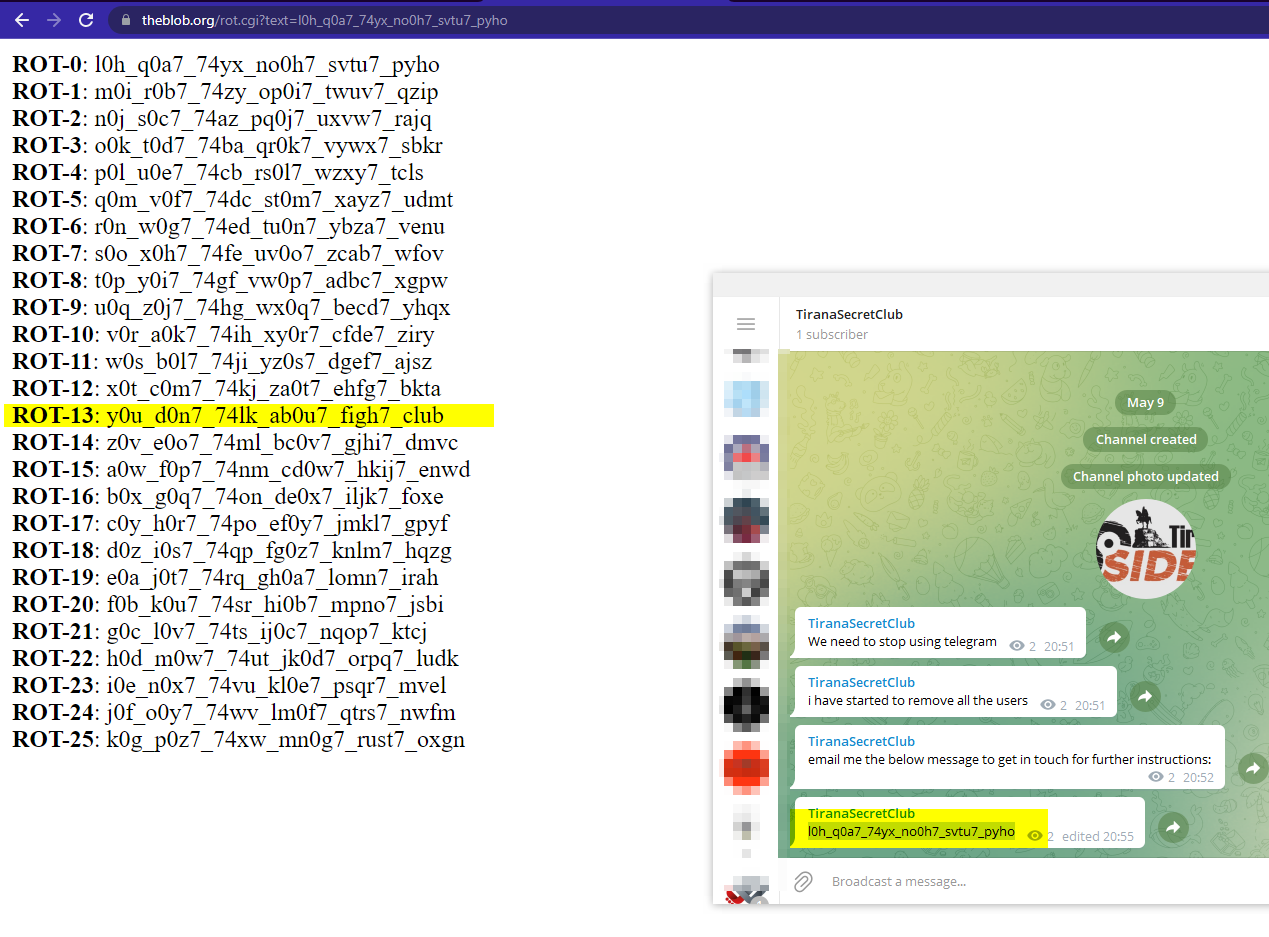 theblob.org/rot.cgi?text=l0h_q0a7_74yx_no0h7_svtu7_pyho
ROT-0: l0h_q0a7_74yx_no0h7_svtu7_pyho
ROT-1: m0i_r0b7_74zy_op0i7_twuv7_qzip
ROT-2: n0j_s0c7_74az_pq0j7_uxvw7_rajq
ROT-3: o0k_t0d7_74ba_qr0k7_vywx7_sbkr
ROT-4: p0l_u0e7_74cb_rs0l7_wzxy7_tcls
ROT-5: q0m_v0f7_74dc_st0m7_xayz7_udmt
ROT-6: r0n_w0g7_74ed_tu0n7_ybza7_venu
ROT-7: s0o_x0h7_74fe_uv0o7_zcab7_wfov
ROT-8: t0p_y0i7_74gf_vw0p7_adbc7_xgpw
ROT-9: u0q_z0j7_74hg_wx0q7_becd7_yhqx
ROT-10: v0r_a0k7_74ih_xy0r7_cfde7_ziry
ROT-11: w0s_b0l7_74ji_yz0s7_dgef7_ajsz
ROT-12: x0t_c0m7_74kj_za0t7_ehfg7_bkta
ROT-13: y0u_d0n7_74lk_ab0u7_figh7_club
ROT-14: z0v_e0o7_74ml_bc0v7_gjhi7_dmvc
ROT-15: a0w_f0p7_74nm_cd0w7_hkij7_enwd
ROT-16: b0x_g0q7_74on_de0x7_iljk7_foxe
ROT-17: c0y_h0r7_74po_ef0y7_jmkl7_gpyf
ROT-18: d0z_i0s7_74qp_fg0z7_knlm7_hqzg
ROT-19: e0a_j0t7_74rq_gh0a7_lomn7_irah
ROT-20: f0b_k0u7_74sr_hi0b7_mpno7_jsbi
ROT-21: g0c_l0v7_74ts_ij0c7_nqop7_ktcj
ROT-22: h0d_m0w7_74ut_jk0d7_orpq7_ludk
ROT-23: i0e_n0x7_74vu_kl0e7_psqr7_mvel
ROT-24: j0f_o0y7_74wv_lm0f7_qtrs7_nwfm
ROT-25: k0g_p0z7_74xw_mn0g7_rust7_oxgn
TiranaSecretClub
1 subscriber
May 9
Channel created
Channel photo updated
Tir
SIDE
TiranaSecretClub
We need to stop using telegram 2 20:51
TiranaSecretClub
i have started to remove all the users 2 20:51
TiranaSecretClub
email me the below message to get in touch for further instructions:
2 20:52
TiranaSecretClub
l0h_q0a7_74yx_no0h7_svtu7_pyho 2 edited 20:55
Broadcast a message...